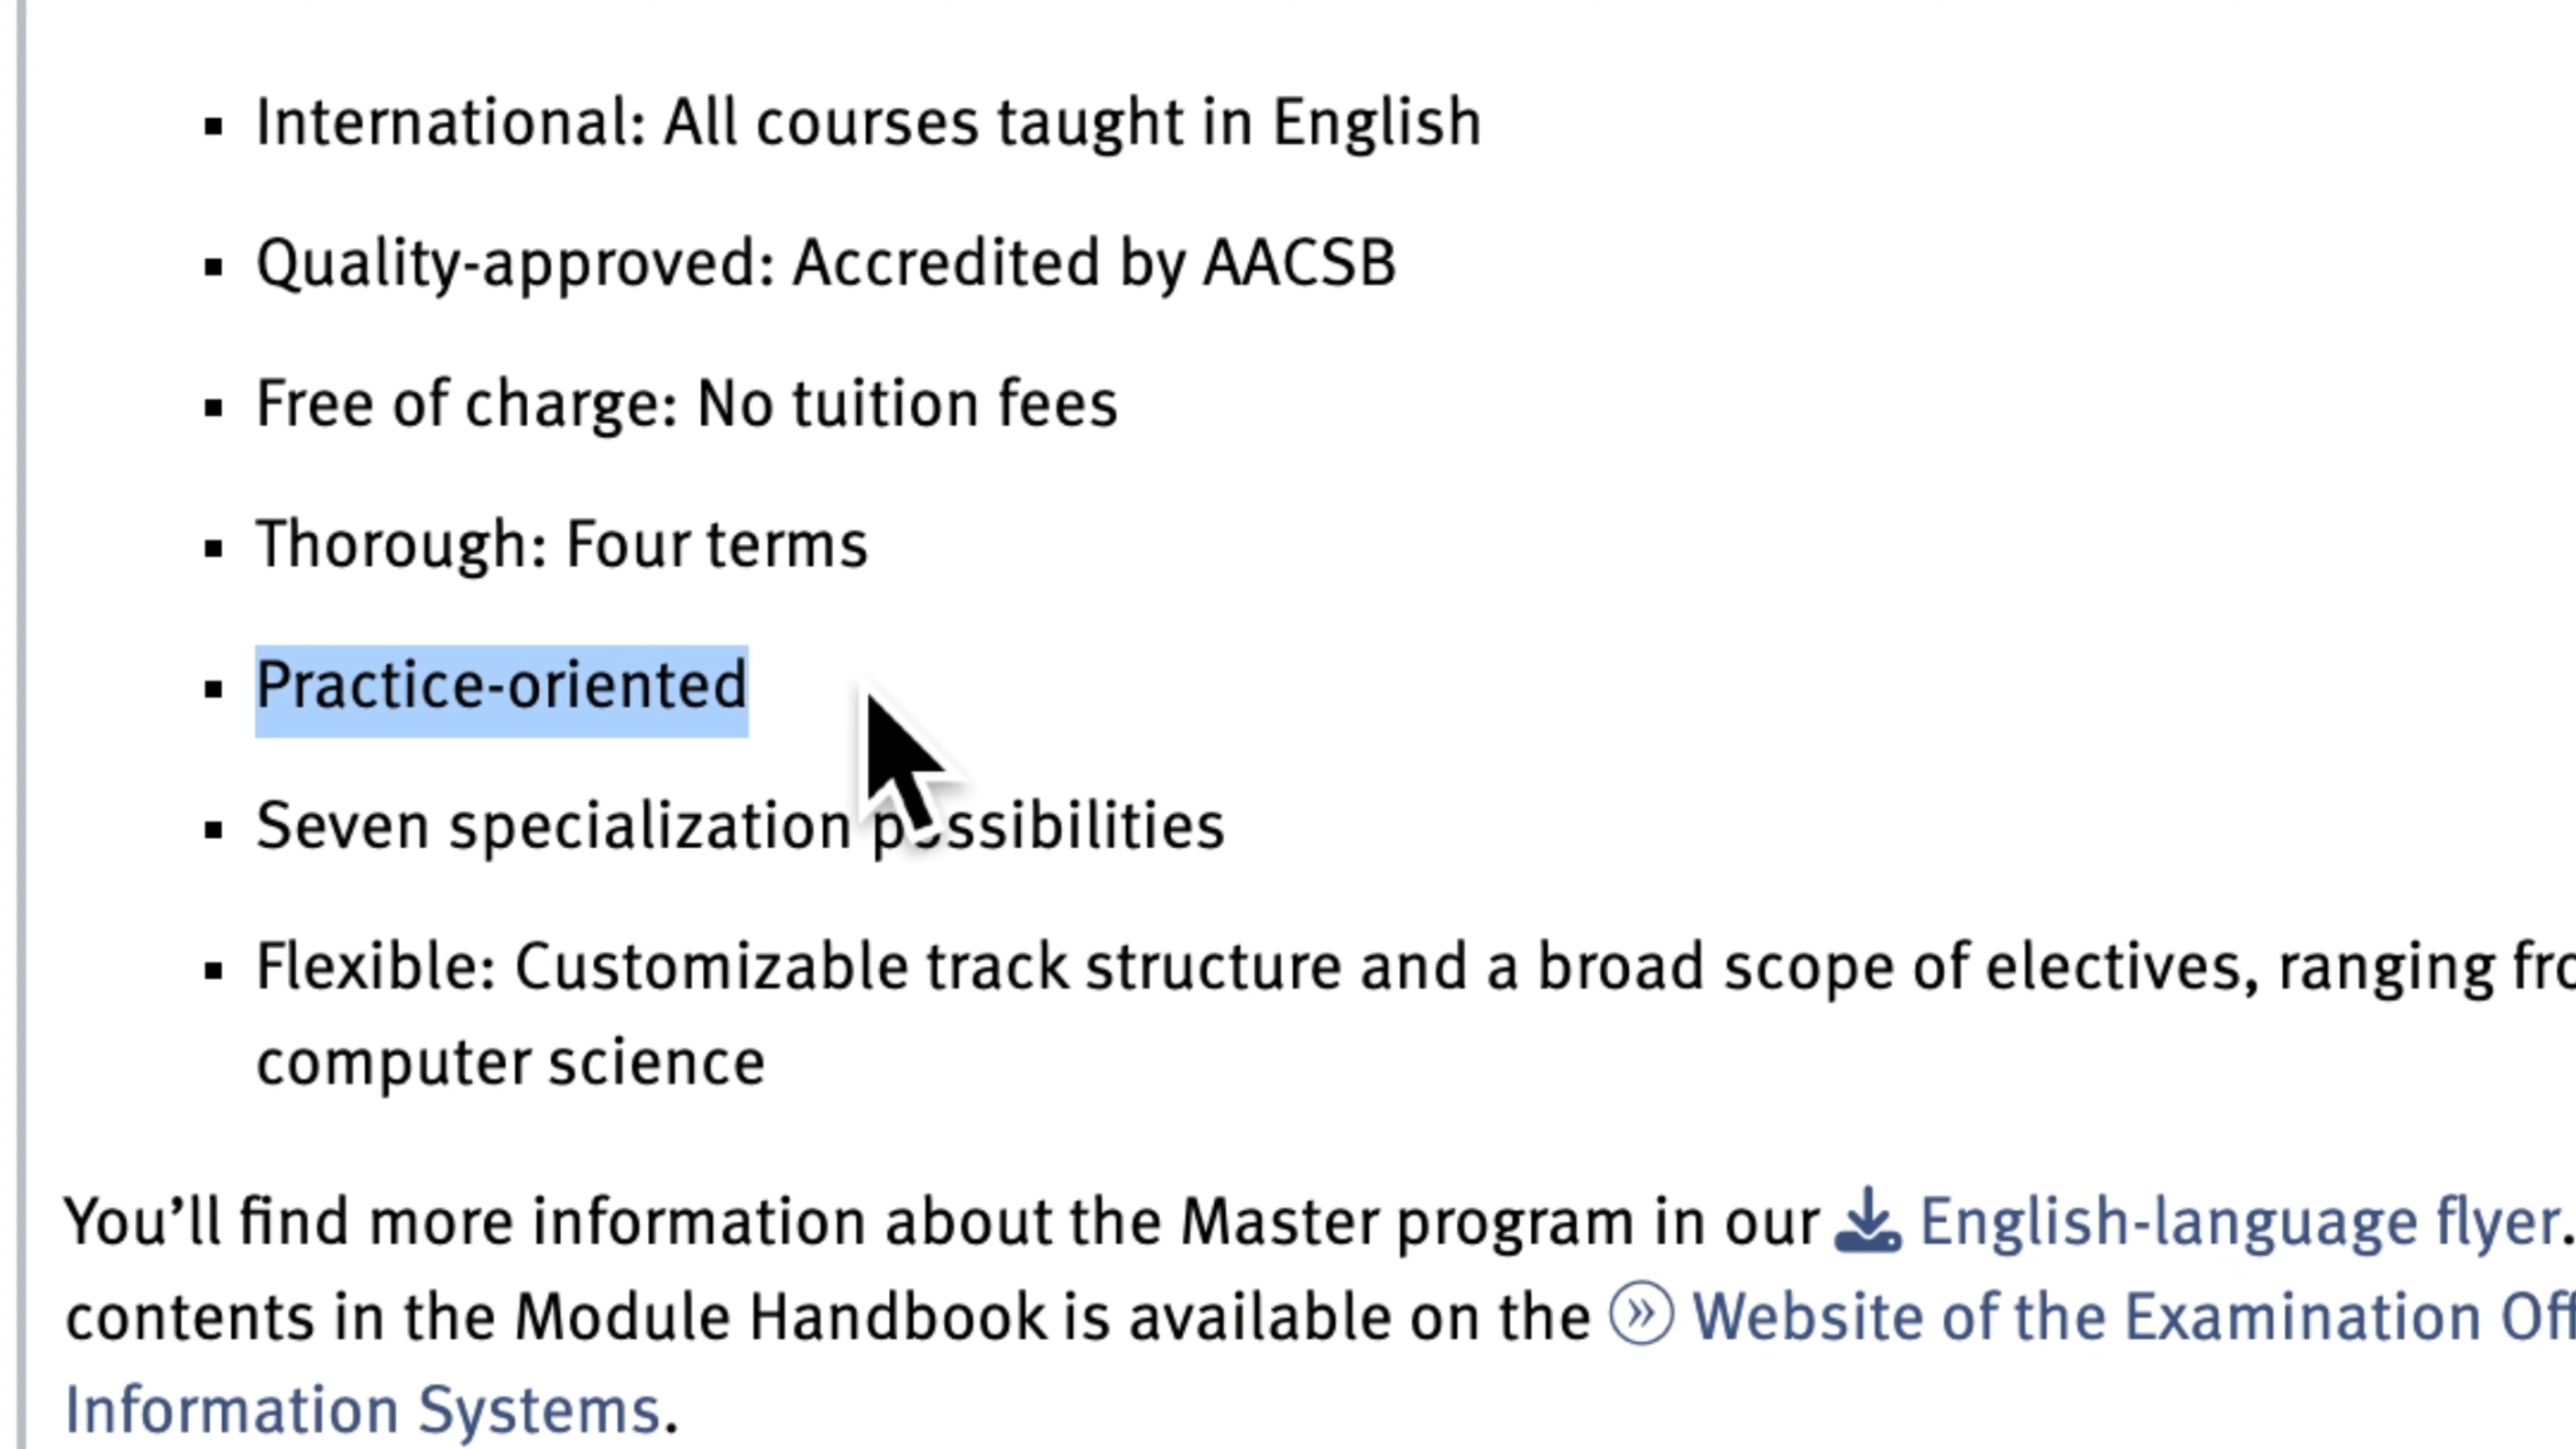 International: All courses taught in English
Quality-approved: Accredited by AACSB
Free of charge: No tuition fees
Thorough: Four terms
Practice-oriented
Seven specialization possibilities
Flexible: Customizable track structure and a broad scope of electives, ranging
computer science
You’ll find more information about the Master program in our English-language flyer.
contents in the Module Handbook is available on the Website of the Examination
Information Systems.